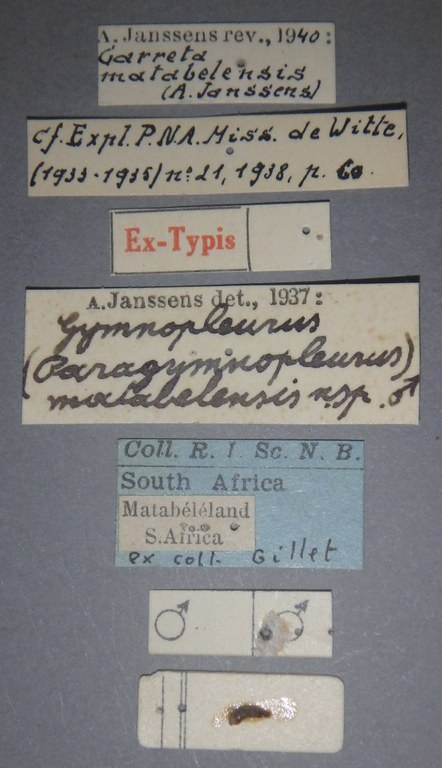 A. Janssens rev., 1940:
Garreta
matabelensis
(A. Janssens)
cf. Expl. P.N.A. Miss. de Witte,
(1933-1935) n° 21, 1938, p. 60.
Ex-Typis
A. Janssens det., 1937:
Gymnopleurus
(Paragymnopleurus)
matabelensis n.sp. ♂
Coll. R. I. Sc. N. B.
South Africa
Matabéléland
S. Africa
ex coll. Gillet
♂ ♂